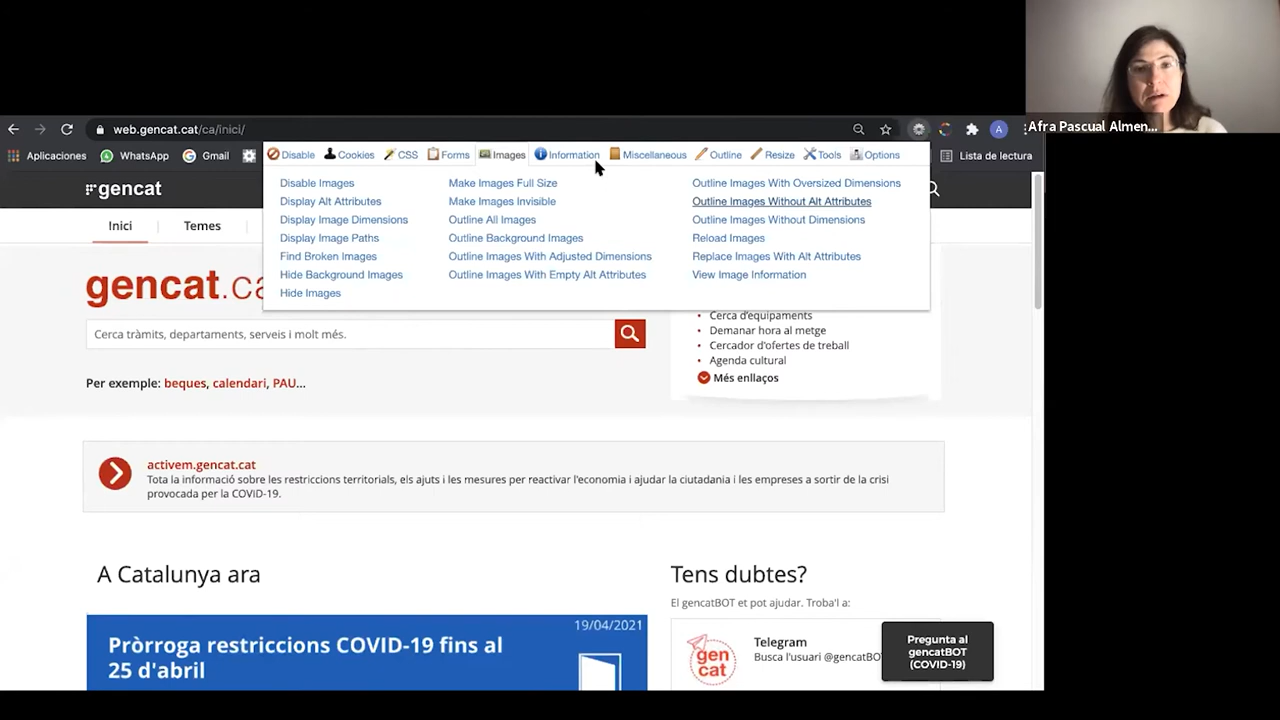 Afra Pascual Almen...
web.gencat.cat/ca/inici/
Aplicaciones WhatsApp Gmail
Lista de lectura
Disable Cookies CSS Forms Images Information Miscellaneous Outline Resize Tools Options
Disable Images
Display Alt Attributes
Display Image Dimensions
Display Image Paths
Find Broken Images
Hide Background Images
Hide Images
Make Images Full Size
Make Images Invisible
Outline All Images
Outline Background Images
Outline Images With Adjusted Dimensions
Outline Images With Empty Alt Attributes
Outline Images With Oversized Dimensions
Outline Images Without Alt Attributes
Outline Images Without Dimensions
Reload Images
Replace Images With Alt Attributes
View Image Information
gencat
Inici Temes
gencat.ca
Cerca tràmits, departaments, serveis i molt més.
Per exemple: beques, calendari, PAU...
Cerca d'equipaments
Demanar hora al metge
Cercador d'ofertes de treball
Agenda cultural
Més enllaços
activem.gencat.cat
Tota la informació sobre les restriccions territorials, els ajuts i les mesures per reactivar l'economia i ajudar la ciutadania i les empreses a sortir de la crisi
provocada per la COVID-19.
A Catalunya ara
19/04/2021
Pròrroga restriccions COVID-19 fins al
25 d'abril
Tens dubtes?
El gencatBOT et pot ajudar. Troba'l a:
gen
cat
Telegram
Busca l'usuari @gencatBO
Pregunta al
gencatBOT
(COVID-19)